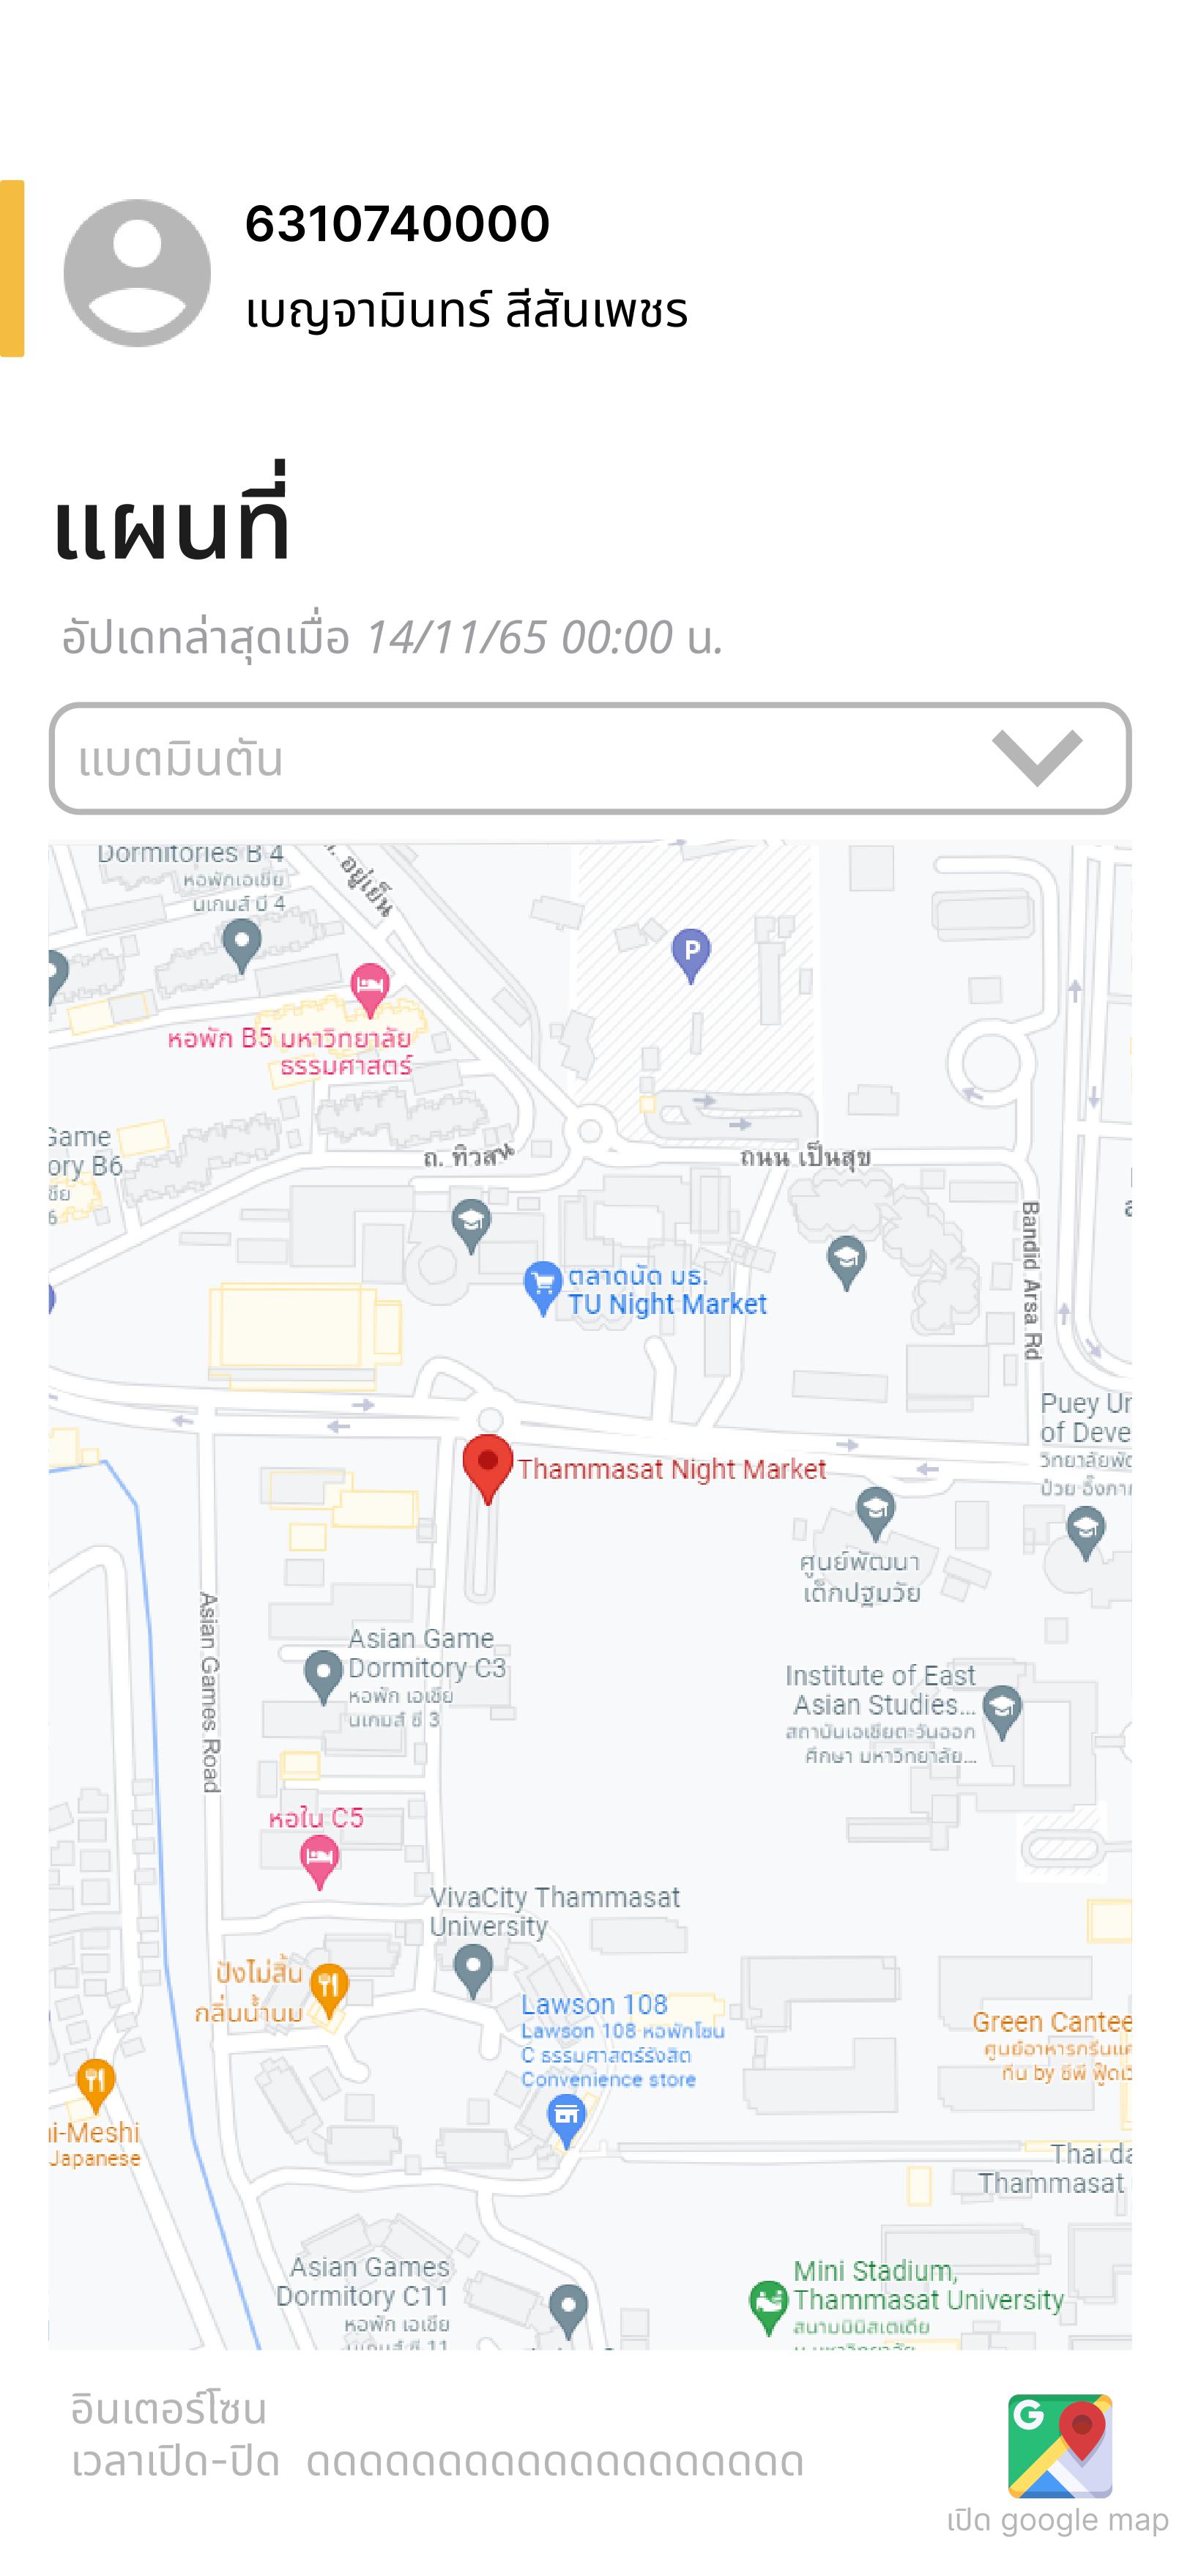 6310740000
เบญจามินทร์ สีสันเพชร
แผนที่
อัปเดทล่าสุดเมื่อ 14/11/65 00:00 น.
แบตมินตัน
Dormitories B 4
หอพักเอเชีย
นเกมส์ บี 4
อยู่เย็น
P
หอพัก B5 มหาวิทยาลัย
ธรรมศาสตร์
Game
ory B6
ชีย
6
ถ. ทิวสน
ถนน เป็นสุข
Bandid Arsa Rd
ตลาดนัด มธ.
TU Night Market
Puey Un
of Deve
วิทยาลัยพัฒ
ป๋วย อึ๊งภาก
Thammasat Night Market
ศูนย์พัฒนา
เด็กปฐมวัย
Asian Games Road
Asian Game
Dormitory C3
หอพัก เอเชีย
นเกมส์ ซี 3
Institute of East
Asian Studies...
สถาบันเอเชียตะวันออก
ศึกษา มหาวิทยาลัย...
หอใน C5
VivaCity Thammasat
University
ปังไม่สิ้น
กลิ่นน้ำนม
Lawson 108
Lawson 108 หอพักโซน
C ธรรมศาสตร์รังสิต
Convenience store
Green Cantee
ศูนย์อาหารกรีนแค
ทีน by ซีพี ฟู้ดเว
i-Meshi
Japanese
Thai da
Thammasat
Asian Games
Dormitory C11
หอพัก เอเชีย
นเกมส์ ซี 11
Mini Stadium,
Thammasat University
สนามมินิสเตเดีย
ม มหาวิทยาลัย
อินเตอร์โซน
เวลาเปิด-ปิด ดดดดดดดดดดดดดดดดดดด
G
เปิด google map